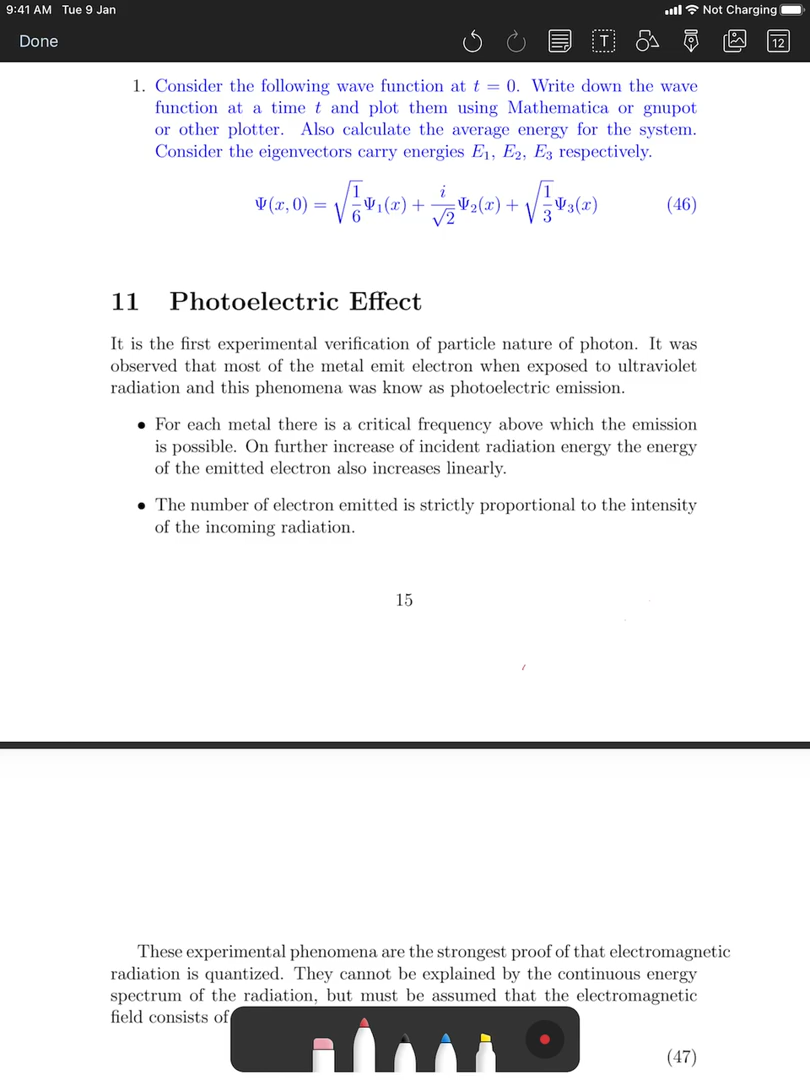 9:41 AM Tue 9 Jan
Not Charging
Done
T
12
1. Consider the following wave function at t = 0. Write down the wave
function at a time t and plot them using Mathematica or gnupot
or other plotter. Also calculate the average energy for the system.
Consider the eigenvectors carry energies E₁, E₂, E₃ respectively.
Ψ(x, 0) = √(1/6) Ψ₁(x) + i/√2 Ψ₂(x) + √(1/3) Ψ₃(x) (46)
11 Photoelectric Effect
It is the first experimental verification of particle nature of photon. It was
observed that most of the metal emit electron when exposed to ultraviolet
radiation and this phenomena was know as photoelectric emission.
• For each metal there is a critical frequency above which the emission
is possible. On further increase of incident radiation energy the energy
of the emitted electron also increases linearly.
• The number of electron emitted is strictly proportional to the intensity
of the incoming radiation.
15
These experimental phenomena are the strongest proof of that electromagnetic
radiation is quantized. They cannot be explained by the continuous energy
spectrum of the radiation, but must be assumed that the electromagnetic
field consists of
(47)